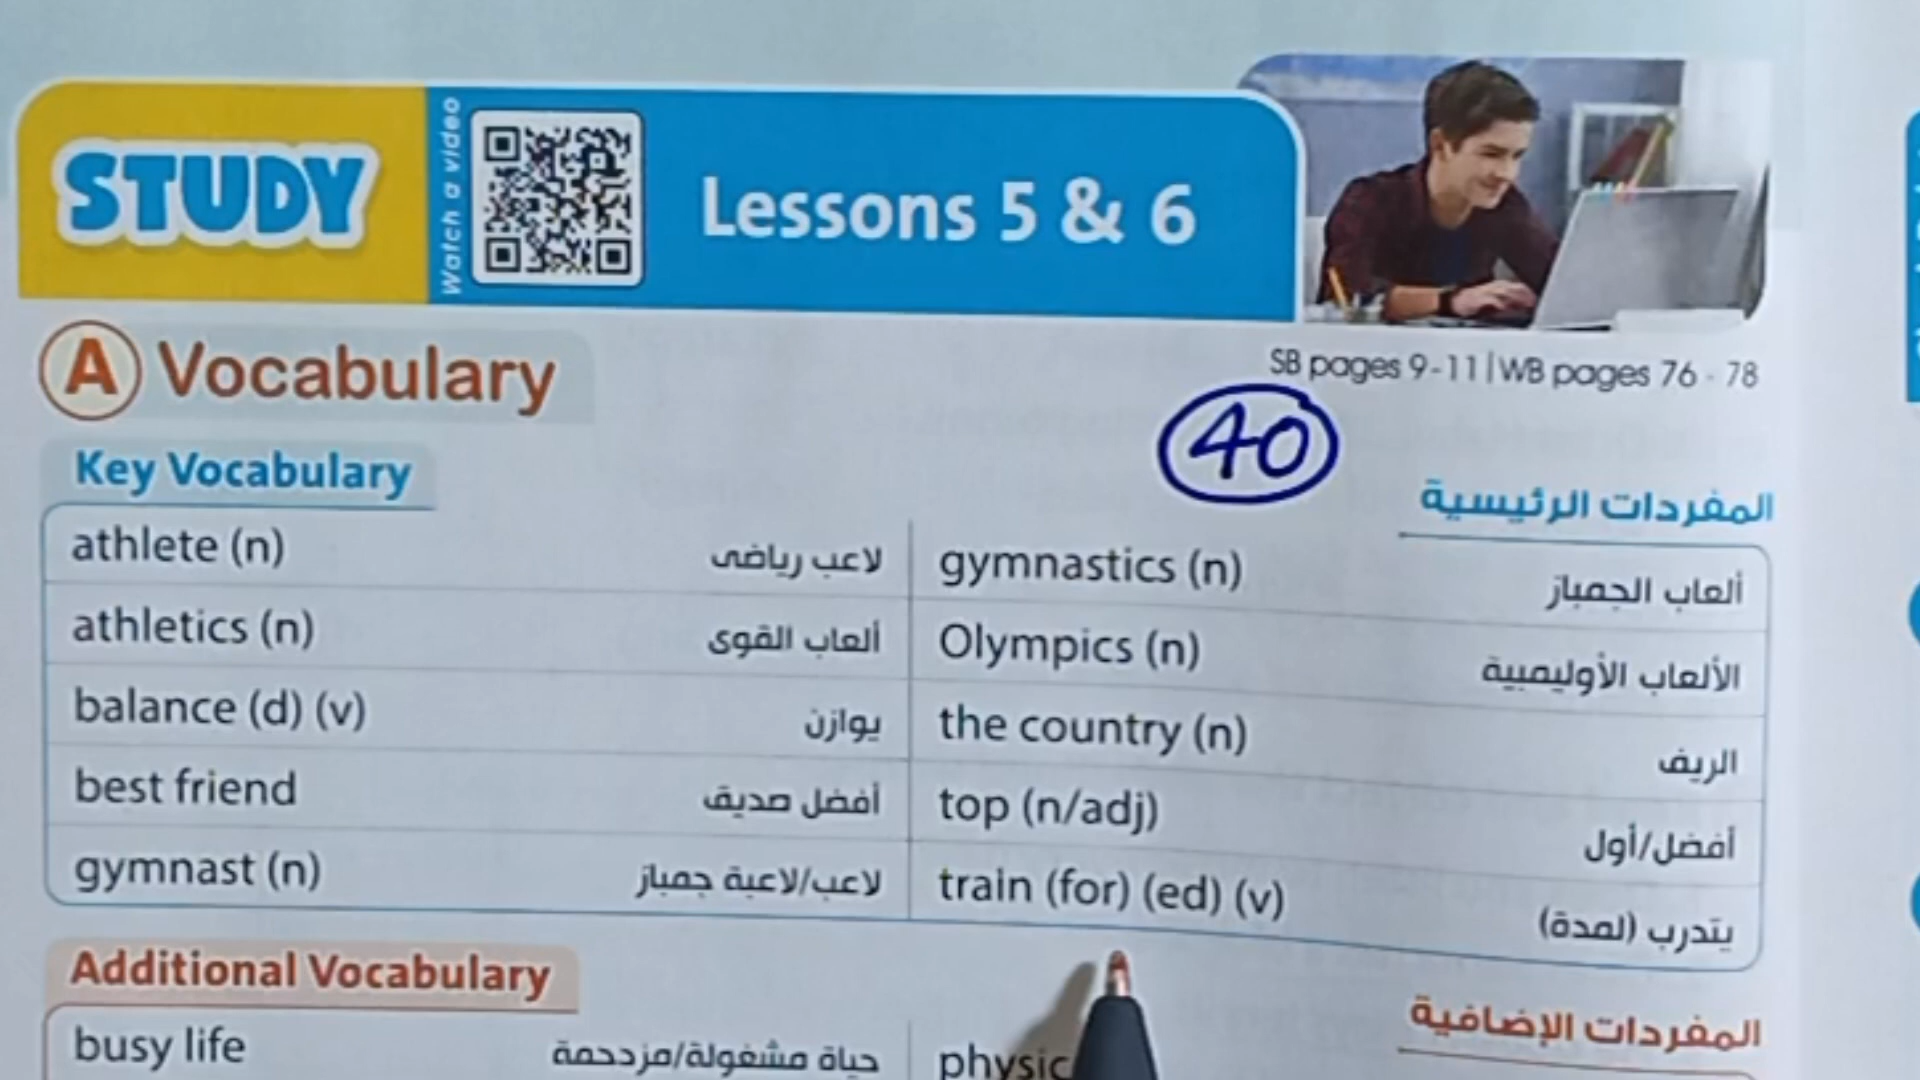 STUDY
Watch a video
Lessons 5 & 6
A Vocabulary
SB pages 9-11 | WB pages 76 - 78
40
Key Vocabulary
المفردات الرئيسية
athlete (n) لاعب رياضى
gymnastics (n) ألعاب الجمباز
athletics (n) ألعاب القوى
Olympics (n) الألعاب الأوليمبية
balance (d) (v) يوازن
the country (n) الريف
best friend أفضل صديق
top (n/adj) أفضل/أول
gymnast (n) لاعب/لاعبة جمباز
train (for) (ed) (v) يتدرب (لمدة)
Additional Vocabulary
المفردات الإضافية
busy life حياة مشغولة/مزدحمة